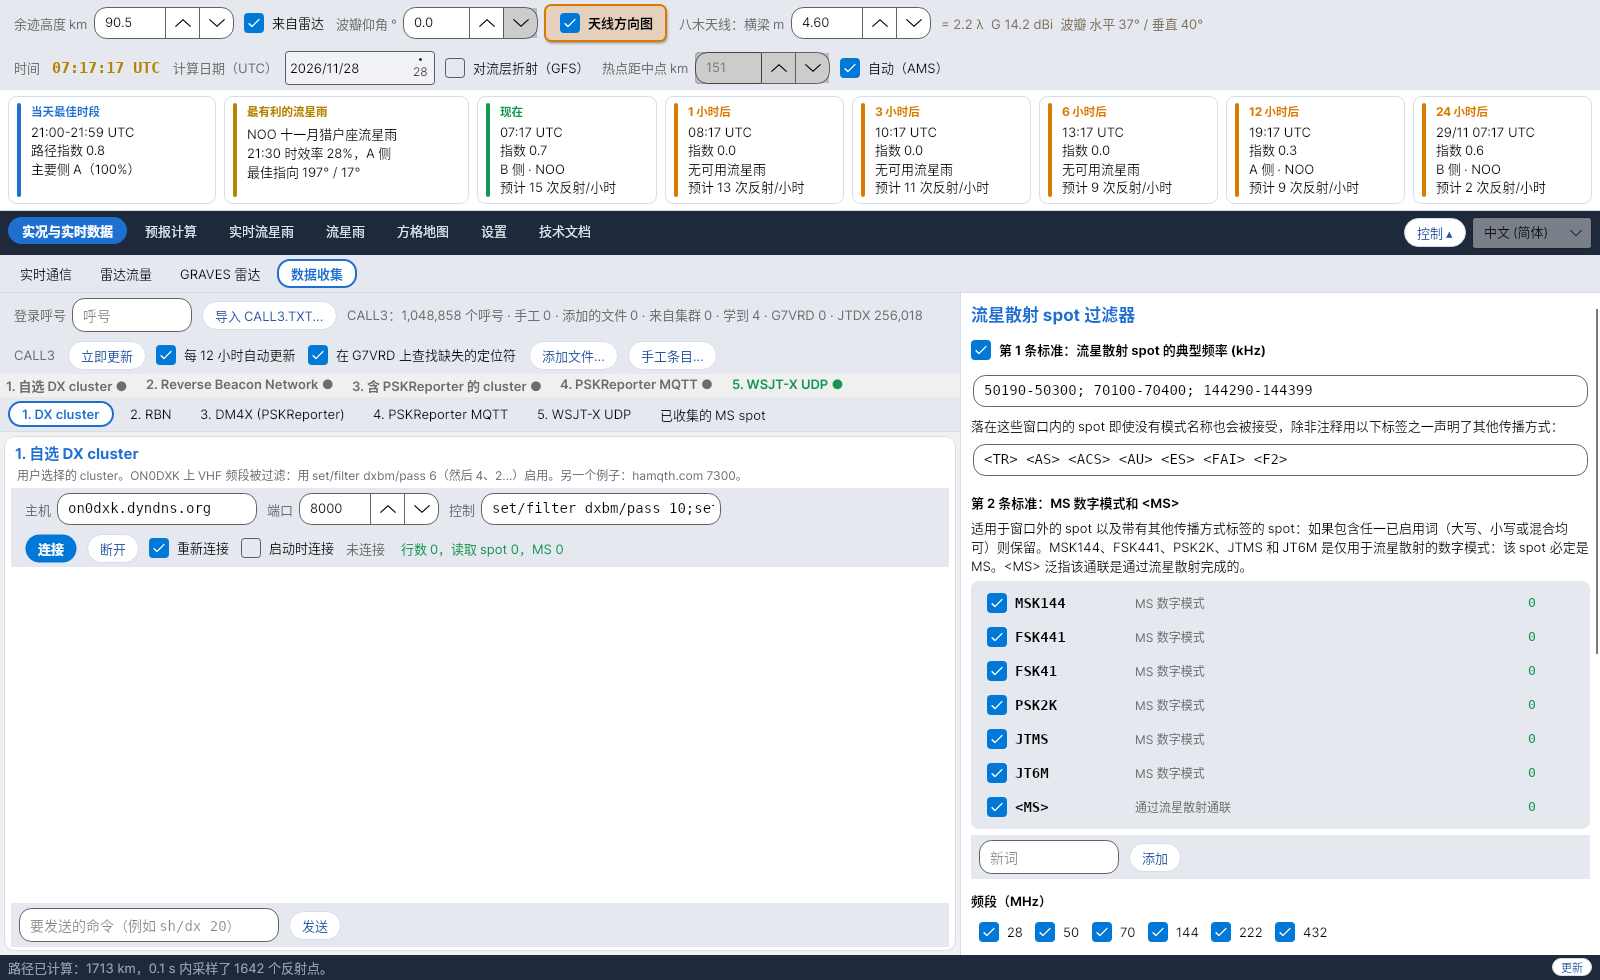 余迹高度 km 90.5 来自雷达 波瓣仰角 ° 0.0 天线方向图 八木天线：横梁 m 4.60 = 2.2 λ G 14.2 dBi 波瓣 水平 37° / 垂直 40°
时间 07:17:17 UTC 计算日期（UTC） 2026/11/28 28 对流层折射（GFS） 热点距中点 km 151 自动（AMS）
当天最佳时段
21:00-21:59 UTC
路径指数 0.8
主要侧 A（100%）
最有利的流星雨
NOO 十一月猎户座流星雨
21:30 时效率 28%，A 侧
最佳指向 197° / 17°
现在
07:17 UTC
指数 0.7
B 侧 · NOO
预计 15 次反射/小时
1 小时后
08:17 UTC
指数 0.0
无可用流星雨
预计 13 次反射/小时
3 小时后
10:17 UTC
指数 0.0
无可用流星雨
预计 11 次反射/小时
6 小时后
13:17 UTC
指数 0.0
无可用流星雨
预计 9 次反射/小时
12 小时后
19:17 UTC
指数 0.3
A 侧 · NOO
预计 9 次反射/小时
24 小时后
29/11 07:17 UTC
指数 0.6
B 侧 · NOO
预计 2 次反射/小时
实况与实时数据 预报计算 实时流星雨 流星雨 方格地图 设置 技术文档 控制 ▴ 中文 (简体)
实时通信 雷达流量 GRAVES 雷达 数据收集
登录呼号 呼号 导入 CALL3.TXT... CALL3：1,048,858 个呼号 · 手工 0 · 添加的文件 0 · 来自集群 0 · 学到 4 · G7VRD 0 · JTDX 256,018
CALL3 立即更新 每 12 小时自动更新 在 G7VRD 上查找缺失的定位符 添加文件... 手工条目...
1. 自选 DX cluster ● 2. Reverse Beacon Network ● 3. 含 PSKReporter 的 cluster ● 4. PSKReporter MQTT ● 5. WSJT-X UDP ●
1. DX cluster 2. RBN 3. DM4X (PSKReporter) 4. PSKReporter MQTT 5. WSJT-X UDP 已收集的 MS spot
1. 自选 DX cluster
用户选择的 cluster。ON0DXK 上 VHF 频段被过滤：用 set/filter dxbm/pass 6（然后 4、2...）启用。另一个例子：hamqth.com 7300。
主机 on0dxk.dyndns.org 端口 8000 控制 set/filter dxbm/pass 10;se
连接 断开 重新连接 启动时连接 未连接 行数 0，读取 spot 0，MS 0
要发送的命令（例如 sh/dx 20） 发送
流星散射 spot 过滤器
第 1 条标准：流星散射 spot 的典型频率 (kHz)
50190-50300; 70100-70400; 144290-144399
落在这些窗口内的 spot 即使没有模式名称也会被接受，除非注释用以下标签之一声明了其他传播方式：
<TR> <AS> <ACS> <AU> <ES> <FAI> <F2>
第 2 条标准：MS 数字模式和 <MS>
适用于窗口外的 spot 以及带有其他传播方式标签的 spot：如果包含任一已启用词（大写、小写或混合均
可）则保留。MSK144、FSK441、PSK2K、JTMS 和 JT6M 是仅用于流星散射的数字模式：该 spot 必定是
MS。<MS> 泛指该通联是通过流星散射完成的。
MSK144 MS 数字模式 0
FSK441 MS 数字模式 0
FSK41 MS 数字模式 0
PSK2K MS 数字模式 0
JTMS MS 数字模式 0
JT6M MS 数字模式 0
<MS> 通过流星散射通联 0
新词 添加
频段（MHz）
28 50 70 144 222 432
路径已计算：1713 km，0.1 s 内采样了 1642 个反射点。 更新